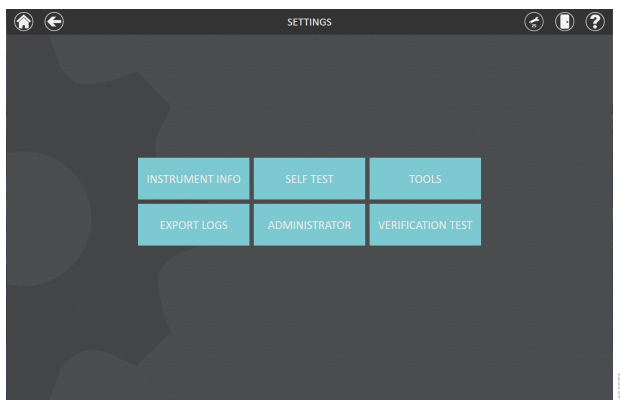 SETTINGS
INSTRUMENT INFO
SELF TEST
TOOLS
EXPORT LOGS
ADMINISTRATOR
VERIFICATION TEST